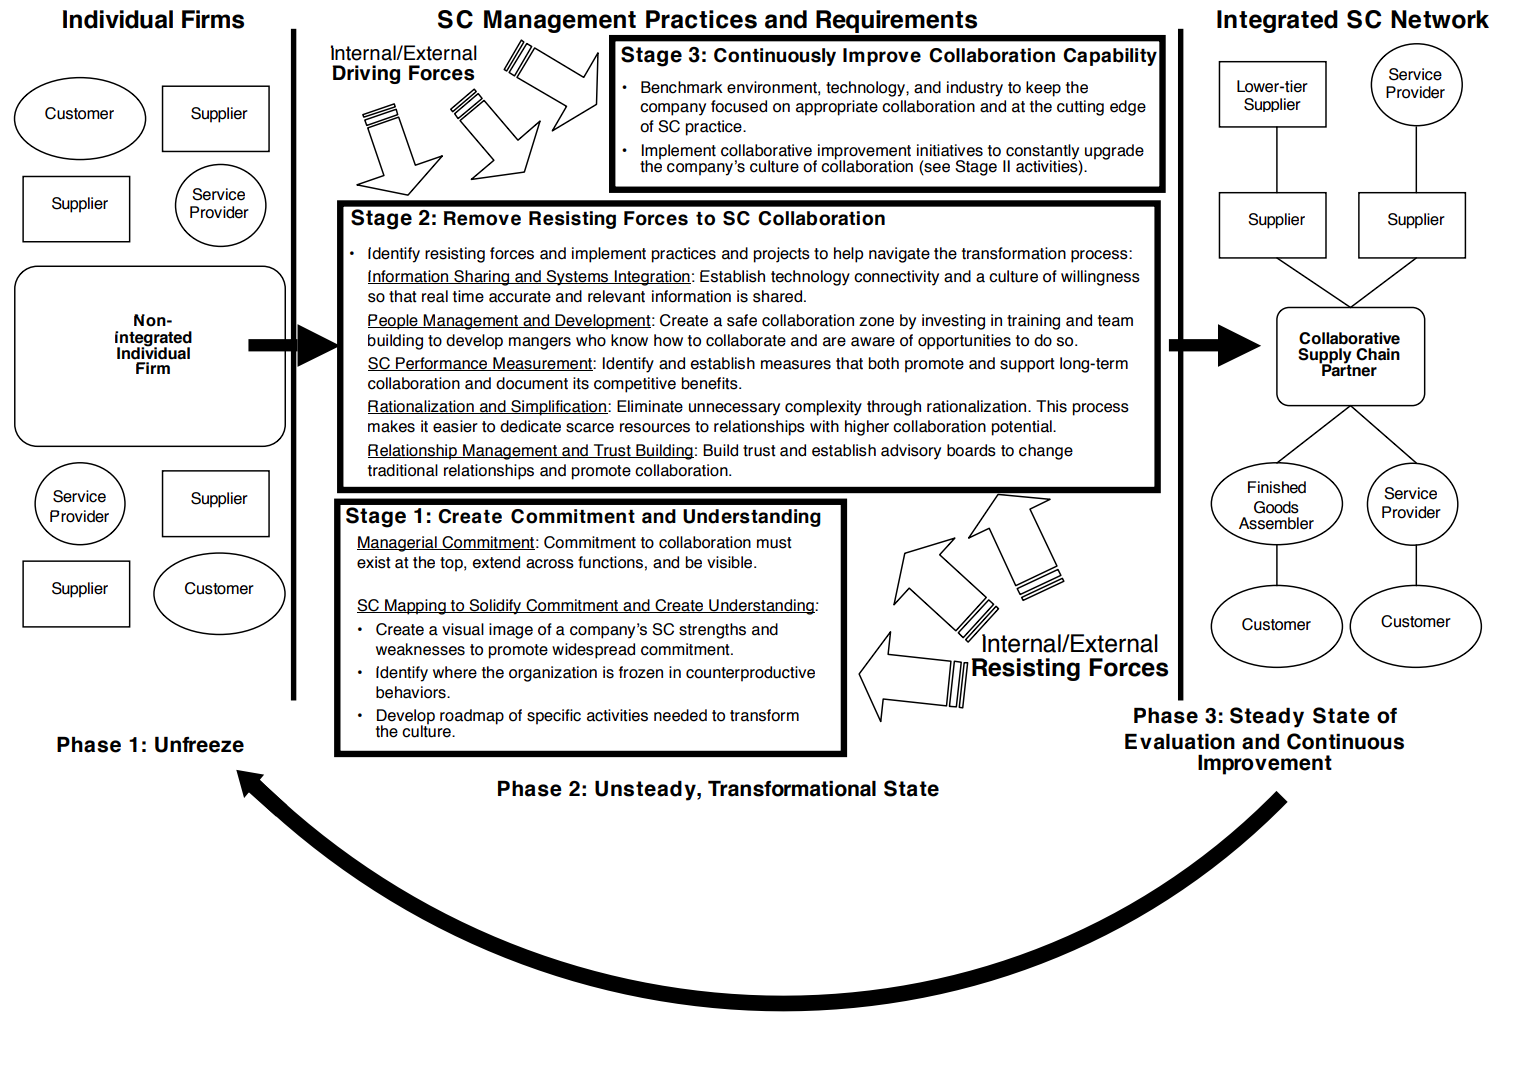 Individual Firms
SC Management Practices and Requirements
Integrated SC Network
Customer
Supplier
Supplier
Service
Provider
Non-
integrated
Individual
Firm
Service
Provider
Supplier
Supplier
Customer
Phase 1: Unfreeze
Internal/External
Driving Forces
Stage 3: Continuously Improve Collaboration Capability
• Benchmark environment, technology, and industry to keep the
company focused on appropriate collaboration and at the cutting edge
of SC practice.
• Implement collaborative improvement initiatives to constantly upgrade
the company's culture of collaboration (see Stage II activities).
Stage 2: Remove Resisting Forces to SC Collaboration
• Identify resisting forces and implement practices and projects to help navigate the transformation process:
Information Sharing and Systems Integration: Establish technology connectivity and a culture of willingness
so that real time accurate and relevant information is shared.
People Management and Development: Create a safe collaboration zone by investing in training and team
building to develop mangers who know how to collaborate and are aware of opportunities to do so.
SC Performance Measurement: Identify and establish measures that both promote and support long-term
collaboration and document its competitive benefits.
Rationalization and Simplification: Eliminate unnecessary complexity through rationalization. This process
makes it easier to dedicate scarce resources to relationships with higher collaboration potential.
Relationship Management and Trust Building: Build trust and establish advisory boards to change
traditional relationships and promote collaboration.
Stage 1: Create Commitment and Understanding
Managerial Commitment: Commitment to collaboration must
exist at the top, extend across functions, and be visible.
SC Mapping to Solidify Commitment and Create Understanding:
• Create a visual image of a company's SC strengths and
weaknesses to promote widespread commitment.
• Identify where the organization is frozen in counterproductive
behaviors.
• Develop roadmap of specific activities needed to transform
the culture.
Internal/External
Resisting Forces
Phase 2: Unsteady, Transformational State
Lower-tier
Supplier
Service
Provider
Supplier
Supplier
Collaborative
Supply Chain
Partner
Finished
Goods
Assembler
Service
Provider
Customer
Customer
Phase 3: Steady State of
Evaluation and Continuous
Improvement